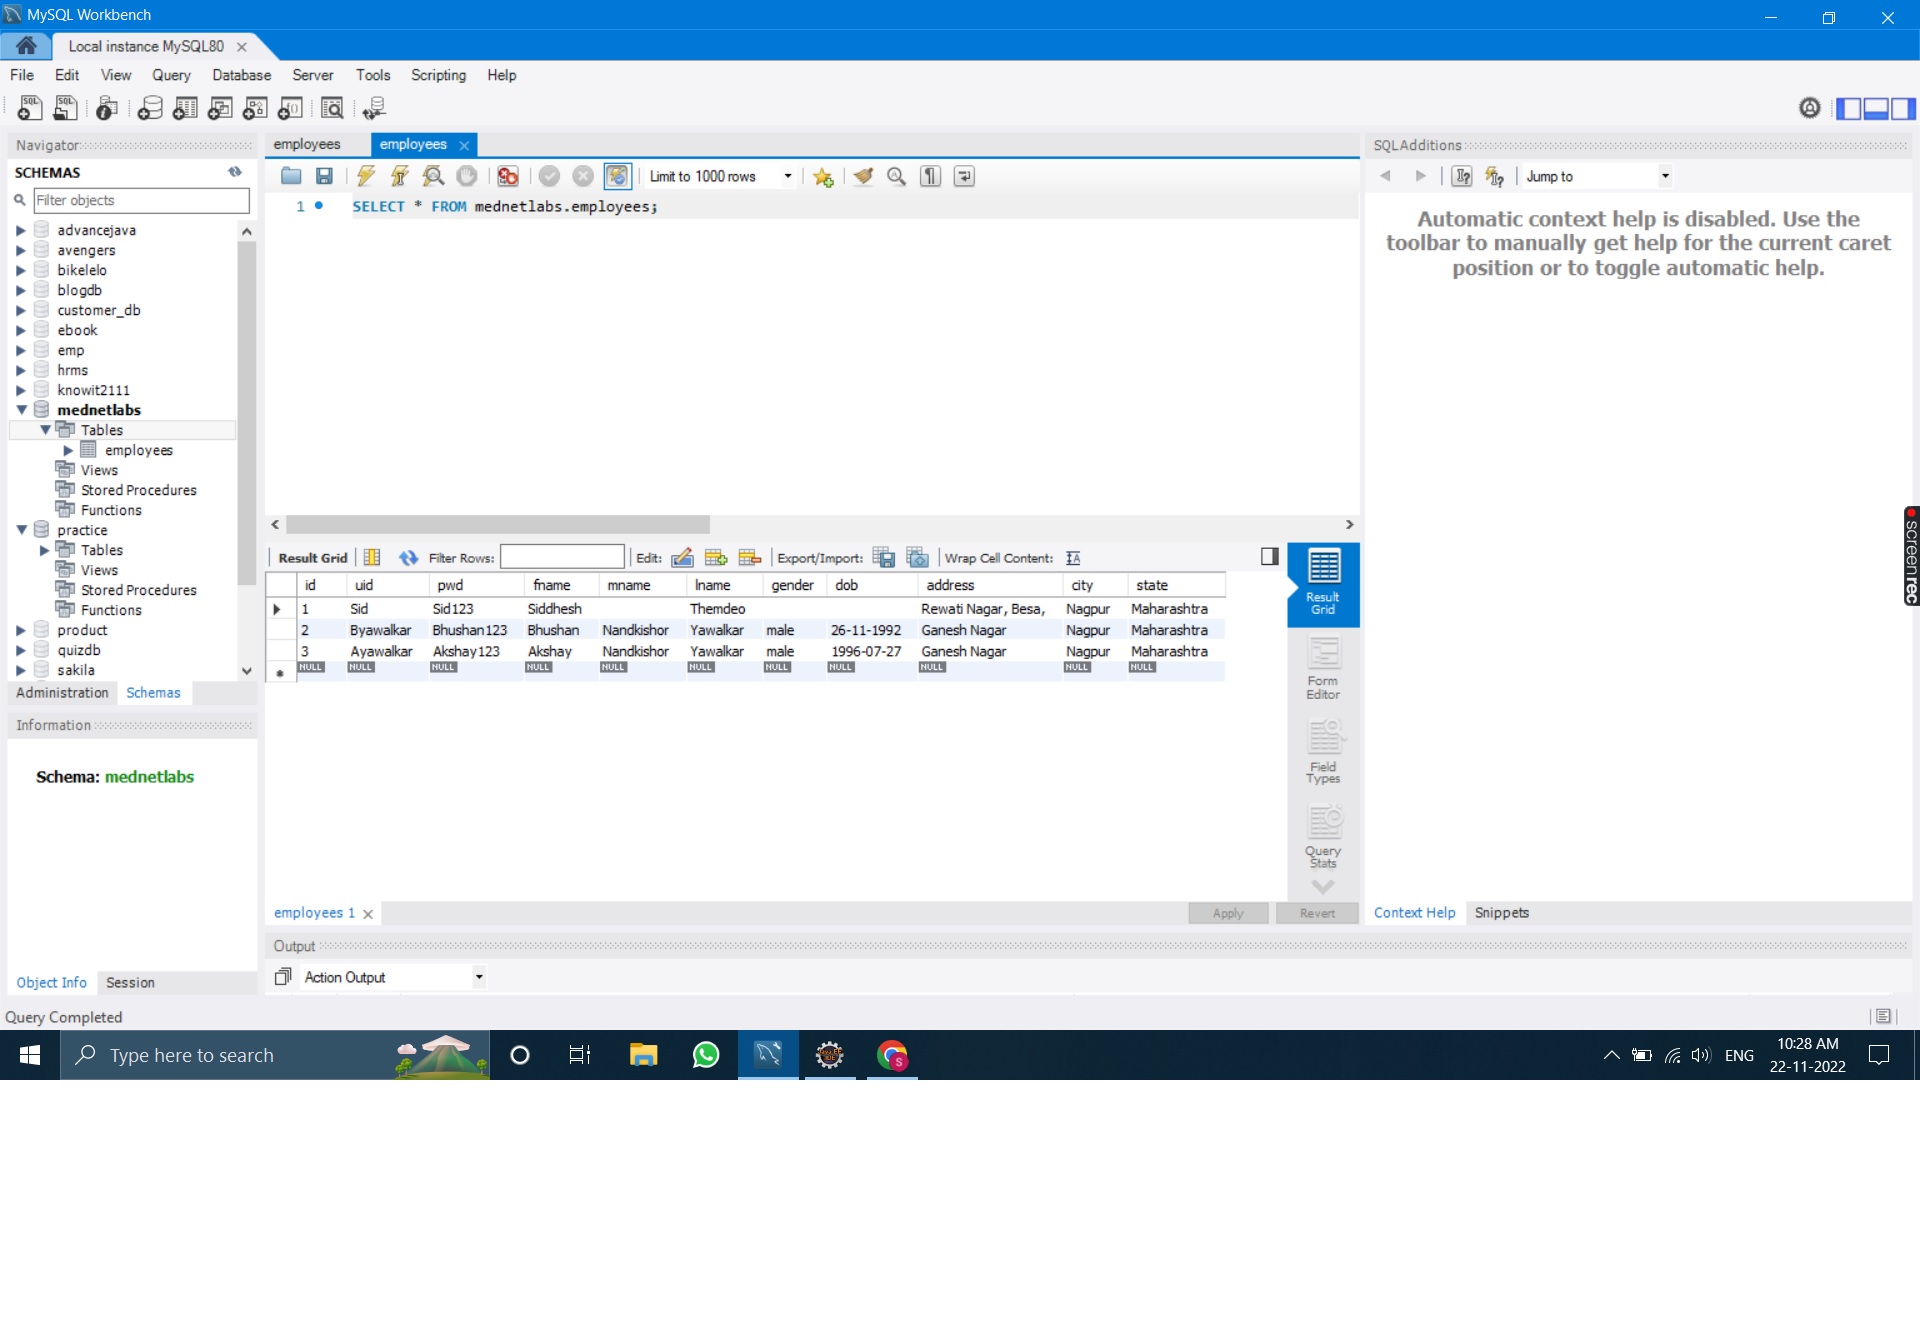 MySQL Workbench
Local instance MySQL80
File Edit View Query Database Server Tools Scripting Help
Navigator
SCHEMAS
Filter objects
advancejava
avengers
bikelelo
blogdb
customer_db
ebook
emp
hrms
knowit2111
mednetlabs
Tables
employees
Views
Stored Procedures
Functions
practice
Tables
Views
Stored Procedures
Functions
product
quizdb
sakila
Administration Schemas
Information
Schema: mednetlabs
Object Info Session
employees employees
Limit to 1000 rows
1 SELECT * FROM mednetlabs.employees;
Result Grid Filter Rows: Edit: Export/Import: Wrap Cell Content:
id uid pwd fname mname lname gender dob address city state
1 Sid Sid123 Siddhesh Themdeo Rewati Nagar, Besa, Nagpur Maharashtra
2 Byawalkar Bhushan123 Bhushan Nandkishor Yawalkar male 26-11-1992 Ganesh Nagar Nagpur Maharashtra
3 Ayawalkar Akshay123 Akshay Nandkishor Yawalkar male 1996-07-27 Ganesh Nagar Nagpur Maharashtra
NULL NULL NULL NULL NULL NULL NULL NULL NULL NULL NULL
Result
Grid
Form
Editor
Field
Types
Query
Stats
employees 1
Apply Revert
Output
Action Output
SQLAdditions
Jump to
Automatic context help is disabled. Use the
toolbar to manually get help for the current caret
position or to toggle automatic help.
Context Help Snippets
screenrec
Query Completed
Type here to search
ENG
10:28 AM
22-11-2022